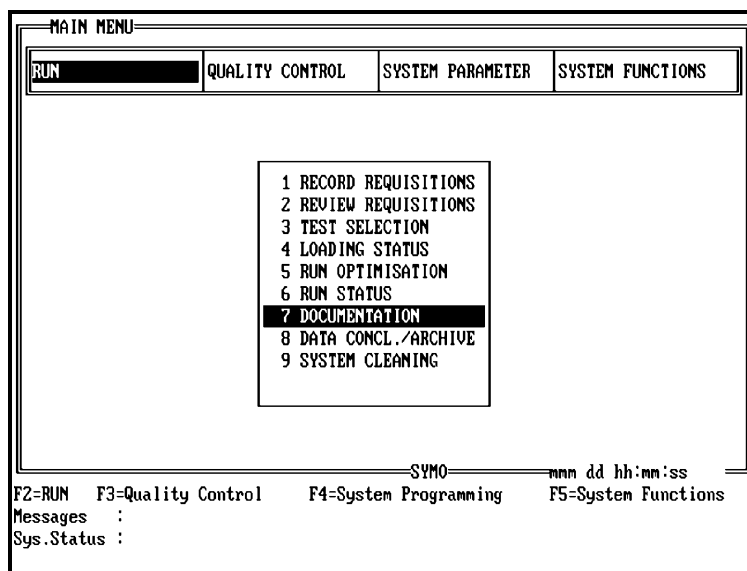 MAIN MENU
RUN QUALITY CONTROL SYSTEM PARAMETER SYSTEM FUNCTIONS
1 RECORD REQUISITIONS
2 REVIEW REQUISITIONS
3 TEST SELECTION
4 LOADING STATUS
5 RUN OPTIMISATION
6 RUN STATUS
7 DOCUMENTATION
8 DATA CONCL./ARCHIVE
9 SYSTEM CLEANING
SYMO mmm dd hh:mm:ss
F2=RUN F3=Quality Control F4=System Programming F5=System Functions
Messages :
Sys.Status :